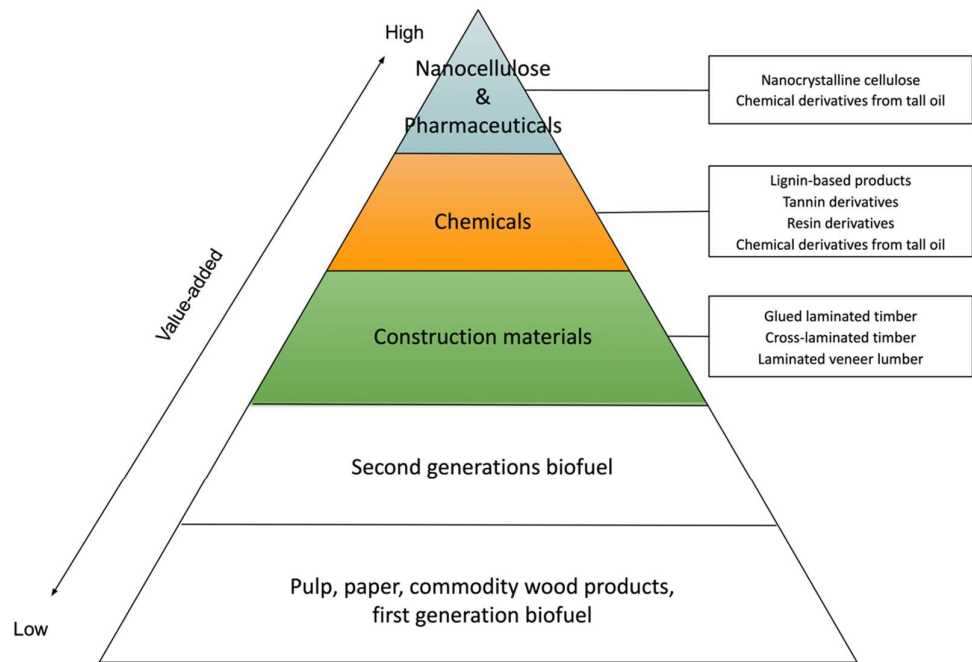 High
Nanocellulose
&
Pharmaceuticals
Nanocrystalline cellulose
Chemical derivatives from tall oil
Chemicals
Lignin-based products
Tannin derivatives
Resin derivatives
Chemical derivatives from tall oil
Value-added
Construction materials
Glued laminated timber
Cross-laminated timber
Laminated veneer lumber
Second generations biofuel
Pulp, paper, commodity wood products,
first generation biofuel
Low